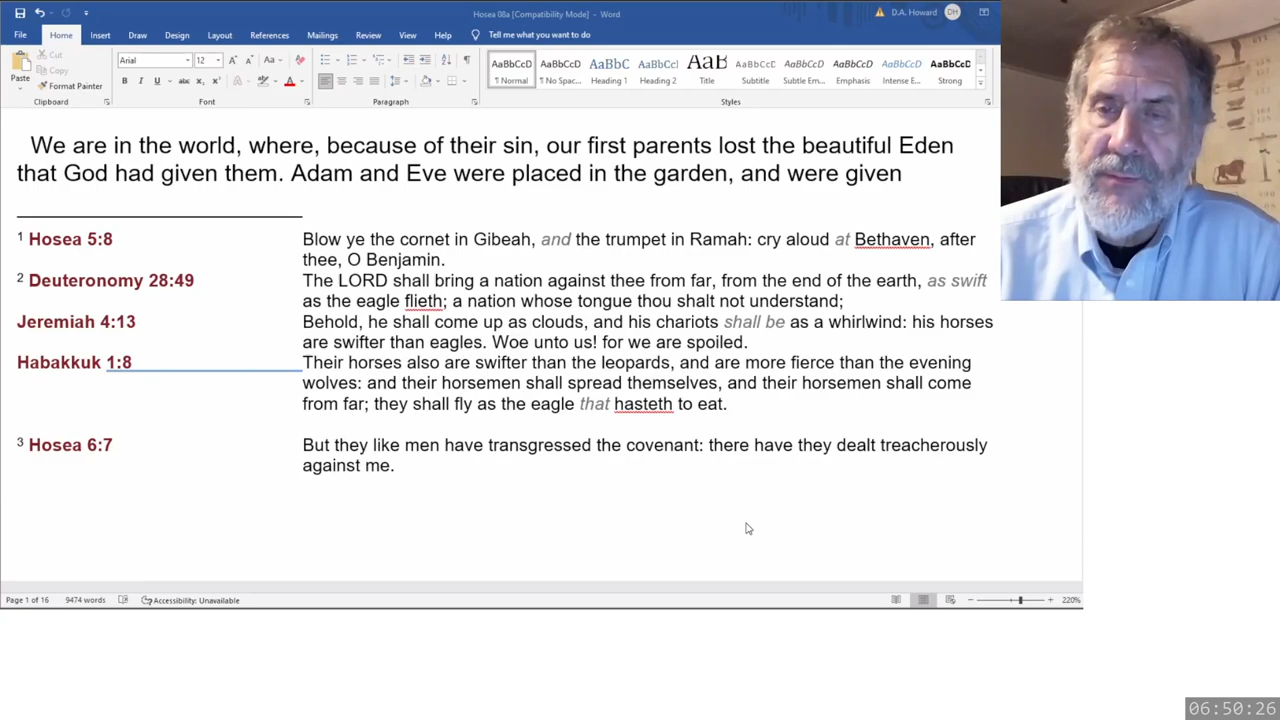 Hosea 08a [Compatibility Mode] - Word
D.A. Howard DH
File Home Insert Draw Design Layout References Mailings Review View Help Tell me what you want to do
Paste
Cut
Copy
Format Painter
Arial 12
AaBbCcD AaBbCcD AaBbC AaBbCcI AaB AaBbCcD AaBbCcD AaBbCcD AaBbCcD AaBbCcD
¶ Normal ¶ No Spac... Heading 1 Heading 2 Title Subtitle Subtle Em... Emphasis Intense E... Strong
Clipboard Font Paragraph Styles
We are in the world, where, because of their sin, our first parents lost the beautiful Eden
that God had given them. Adam and Eve were placed in the garden, and were given
1 Hosea 5:8 Blow ye the cornet in Gibeah, and the trumpet in Ramah: cry aloud at Bethaven, after
thee, O Benjamin.
2 Deuteronomy 28:49 The LORD shall bring a nation against thee from far, from the end of the earth, as swift
as the eagle flieth; a nation whose tongue thou shalt not understand;
Jeremiah 4:13 Behold, he shall come up as clouds, and his chariots shall be as a whirlwind: his horses
are swifter than eagles. Woe unto us! for we are spoiled.
Habakkuk 1:8 Their horses also are swifter than the leopards, and are more fierce than the evening
wolves: and their horsemen shall spread themselves, and their horsemen shall come
from far; they shall fly as the eagle that hasteth to eat.
3 Hosea 6:7 But they like men have transgressed the covenant: there have they dealt treacherously
against me.
Page 1 of 16 9474 words Accessibility: Unavailable 220%
06:50:26